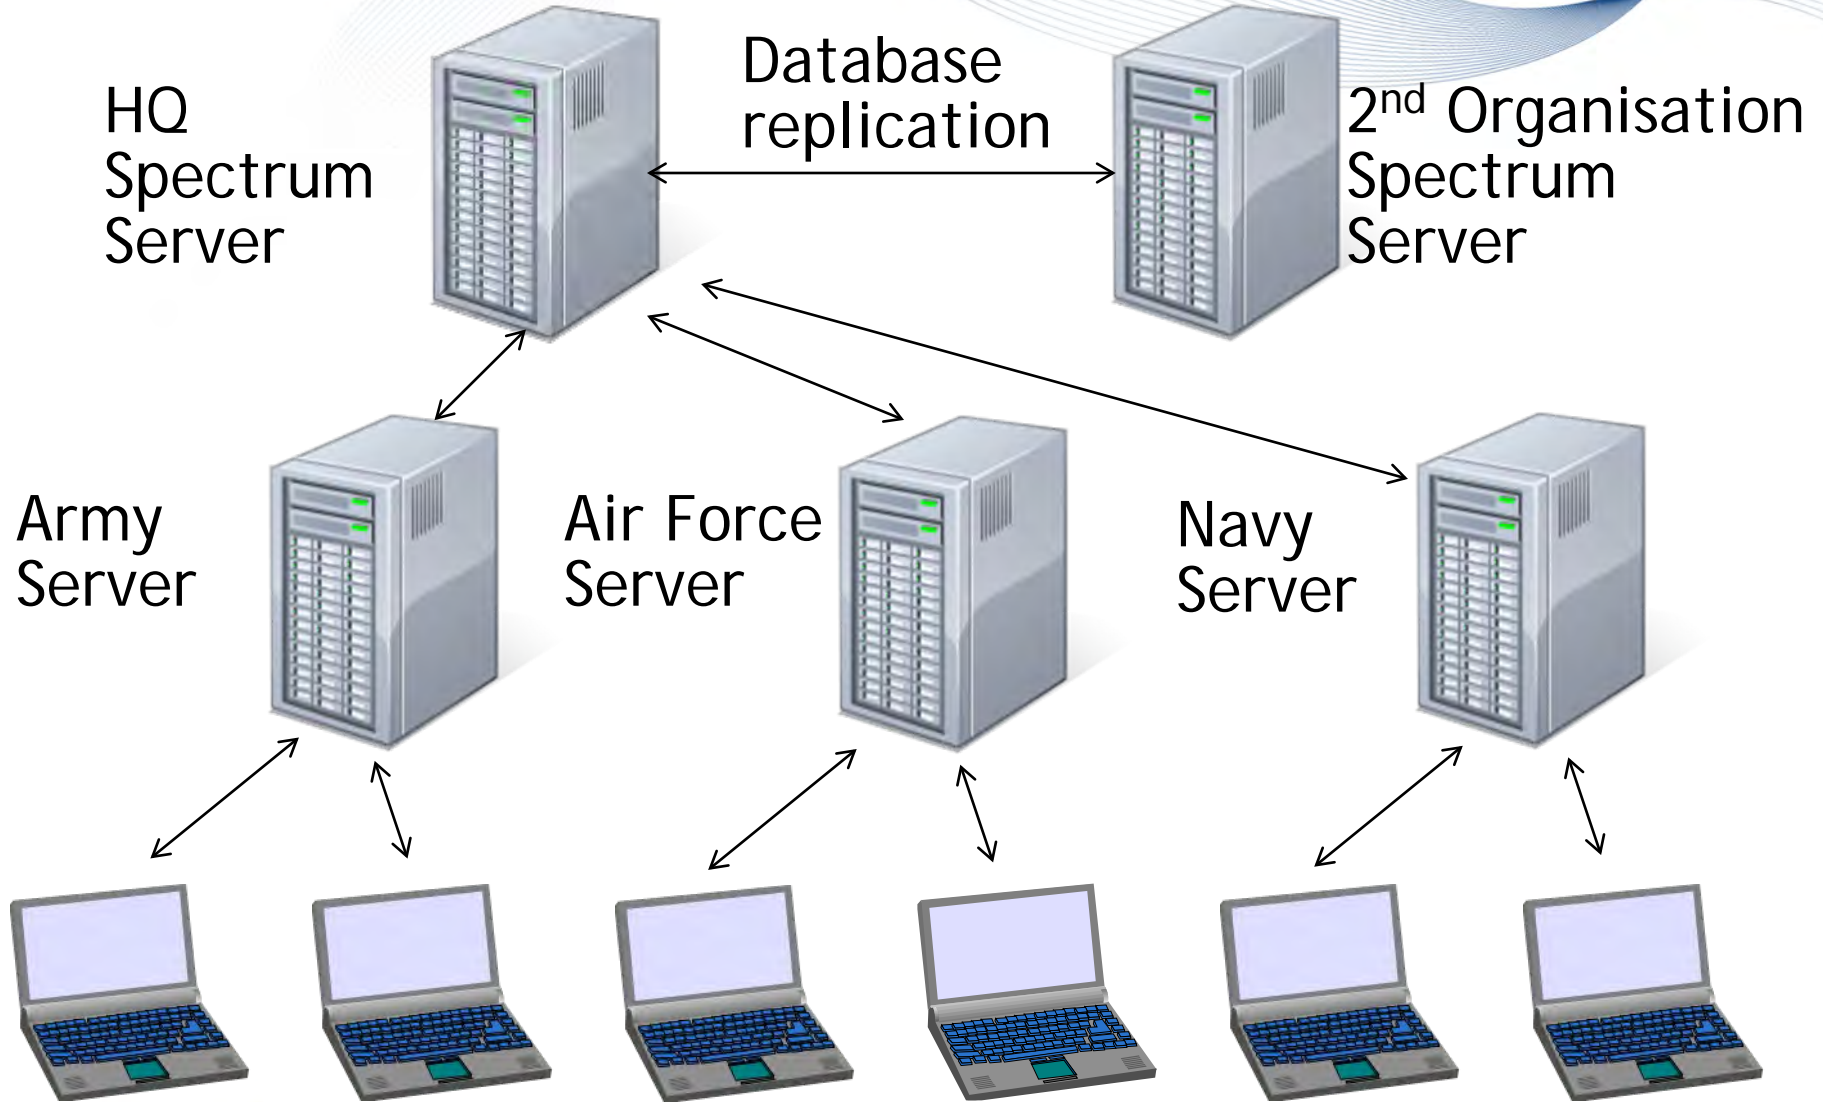 Database
replication
HQ
Spectrum
Server
2nd Organisation
Spectrum
Server
Army
Server
Air Force
Server
Navy
Server